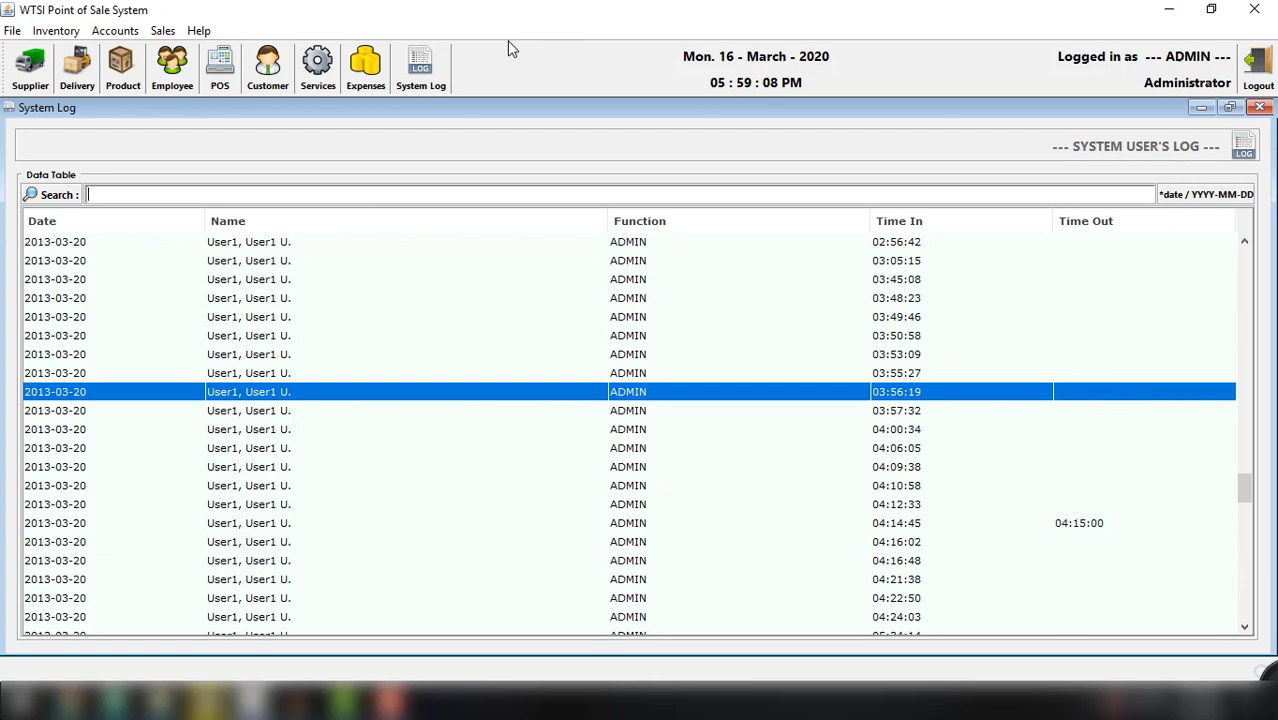 WTSI Point of Sale System
File Inventory Accounts Sales Help
Supplier Delivery Product Employee POS Customer Services Expenses LOG System Log
Mon. 16 - March - 2020
05 : 59 : 08 PM
Logged in as --- ADMIN ---
Administrator
Logout
System Log
--- SYSTEM USER'S LOG --- LOG
Data Table
Search : *date / YYYY-MM-DD
Date Name Function Time In Time Out
2013-03-20 User1, User1 U. ADMIN 02:56:42
2013-03-20 User1, User1 U. ADMIN 03:05:15
2013-03-20 User1, User1 U. ADMIN 03:45:08
2013-03-20 User1, User1 U. ADMIN 03:48:23
2013-03-20 User1, User1 U. ADMIN 03:49:46
2013-03-20 User1, User1 U. ADMIN 03:50:58
2013-03-20 User1, User1 U. ADMIN 03:53:09
2013-03-20 User1, User1 U. ADMIN 03:55:27
2013-03-20 User1, User1 U. ADMIN 03:56:19
2013-03-20 User1, User1 U. ADMIN 03:57:32
2013-03-20 User1, User1 U. ADMIN 04:00:34
2013-03-20 User1, User1 U. ADMIN 04:06:05
2013-03-20 User1, User1 U. ADMIN 04:09:38
2013-03-20 User1, User1 U. ADMIN 04:10:58
2013-03-20 User1, User1 U. ADMIN 04:12:33
2013-03-20 User1, User1 U. ADMIN 04:14:45 04:15:00
2013-03-20 User1, User1 U. ADMIN 04:16:02
2013-03-20 User1, User1 U. ADMIN 04:16:48
2013-03-20 User1, User1 U. ADMIN 04:21:38
2013-03-20 User1, User1 U. ADMIN 04:22:50
2013-03-20 User1, User1 U. ADMIN 04:24:03